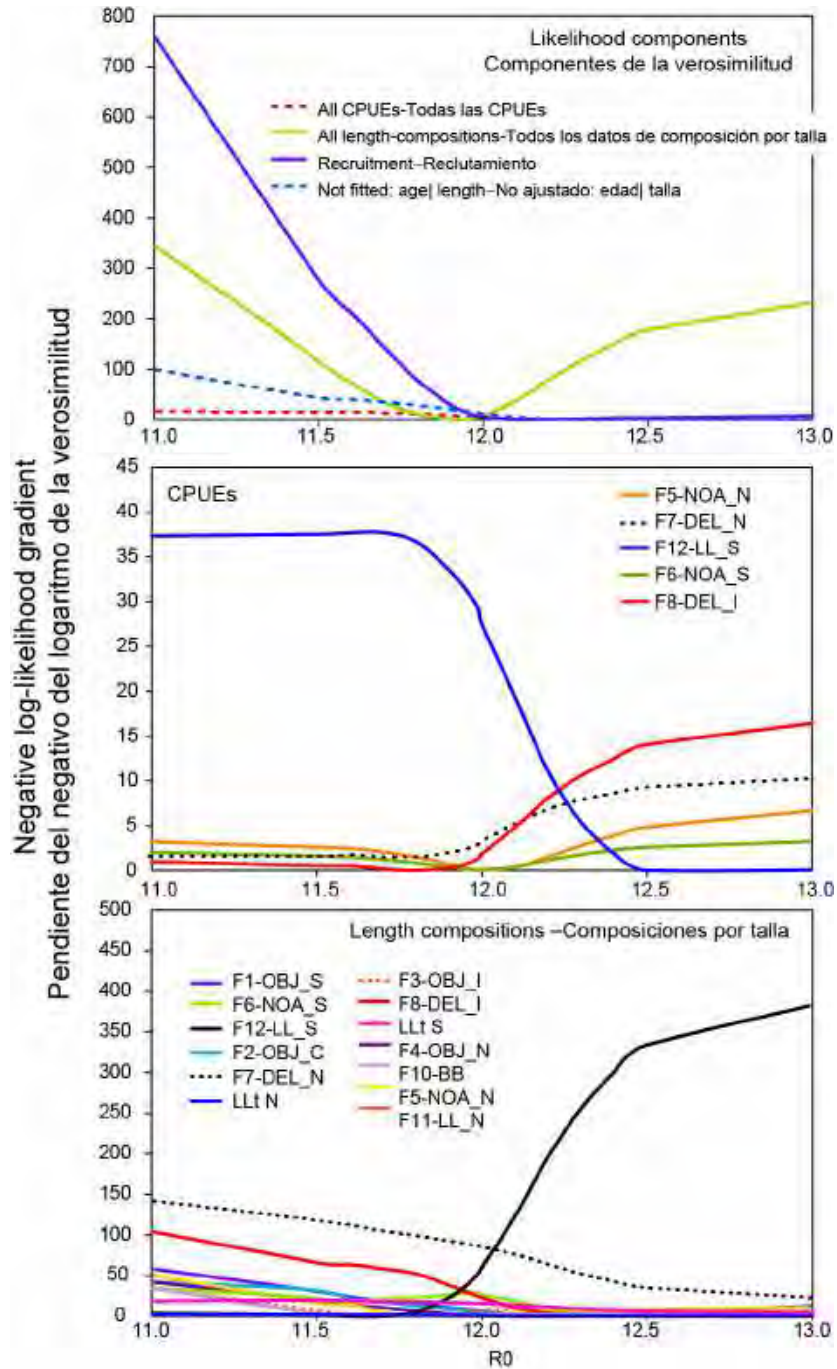 Negative log-likelihood gradient
Pendiente del negativo del logaritmo de la verosimilitud
800
700
600
500
400
300
200
100
0
Likelihood components
Componentes de la verosimilitud
All CPUEs-Todas las CPUEs
All length-compositions-Todos los datos de composición por talla
Recruitment–Reclutamiento
Not fitted: age| length–No ajustado: edad| talla
11.0 11.5 12.0 12.5 13.0
45
40
35
30
25
20
15
10
5
0
CPUEs
F5-NOA_N
F7-DEL_N
F12-LL_S
F6-NOA_S
F8-DEL_I
11.0 11.5 12.0 12.5 13.0
500
450
400
350
300
250
200
150
100
50
0
Length compositions –Composiciones por talla
F1-OBJ_S
F6-NOA_S
F12-LL_S
F2-OBJ_C
F7-DEL_N
LLt N
F3-OBJ_I
F8-DEL_I
LLt S
F4-OBJ_N
F10-BB
F5-NOA_N
F11-LL_N
11.0 11.5 12.0 12.5 13.0
R0